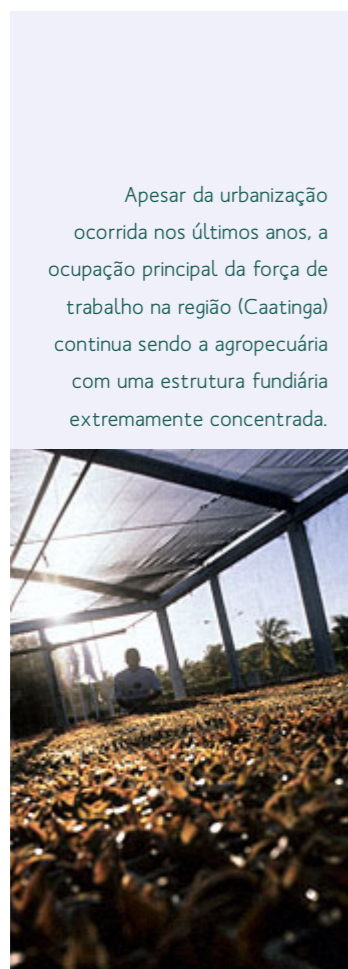 Apesar da urbanização
ocorrida nos últimos anos, a
ocupação principal da força de
trabalho na região (Caatinga)
continua sendo a agropecuária
com uma estrutura fundiária
extremamente concentrada.